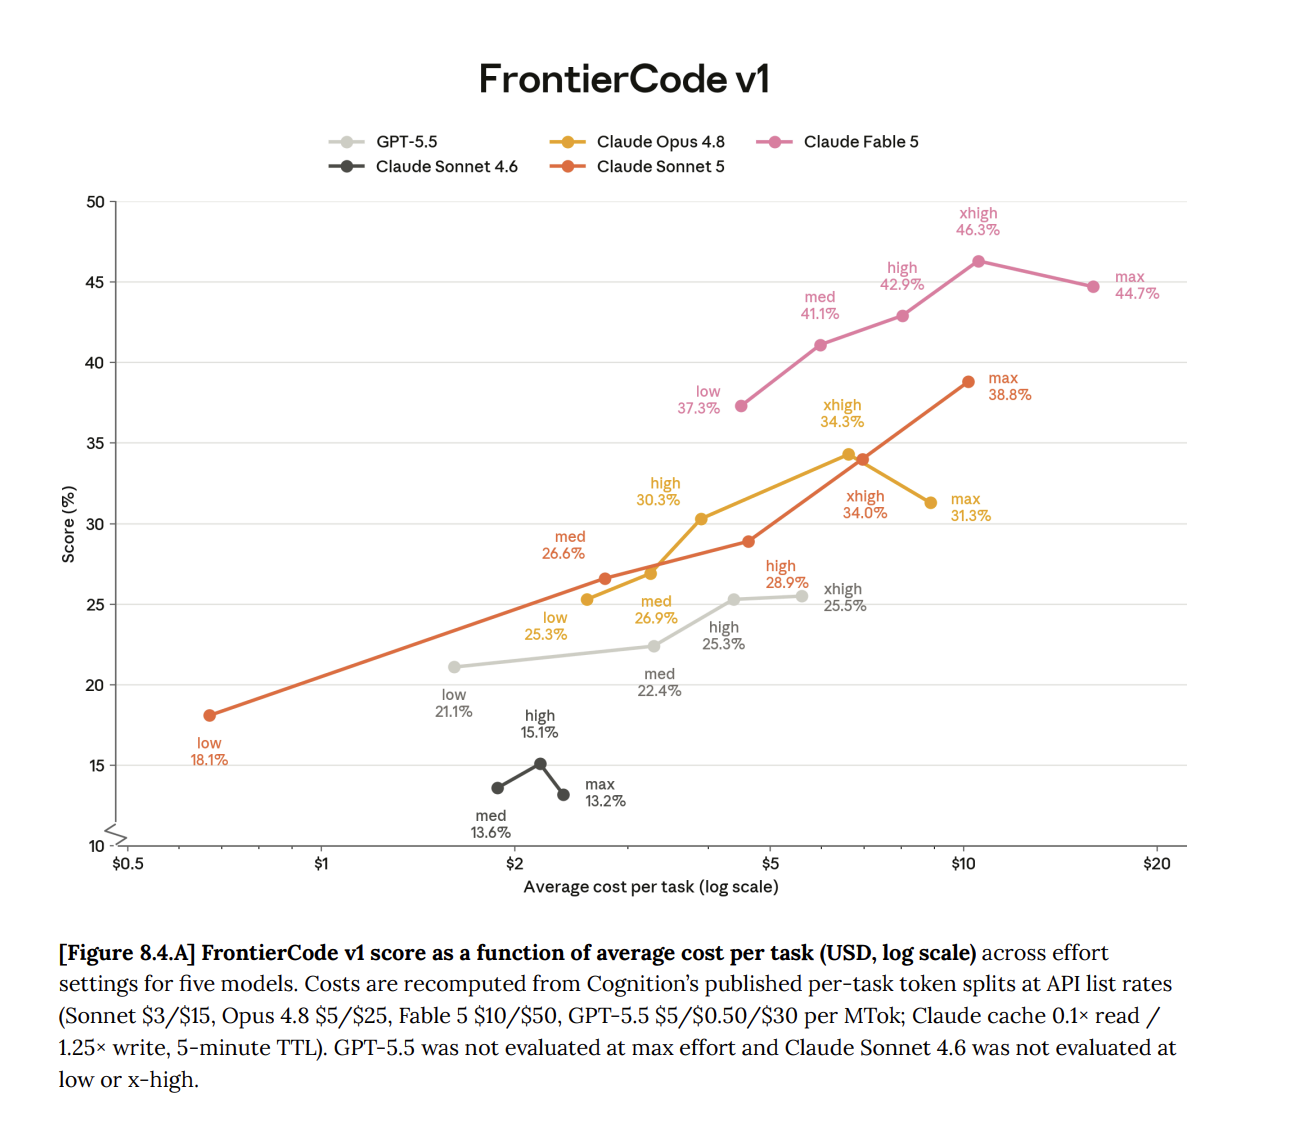 FrontierCode v1
GPT-5.5
Claude Opus 4.8
Claude Fable 5
Claude Sonnet 4.6
Claude Sonnet 5
50
45
40
35
30
25
20
15
10
Score (%)
xhigh
46.3%
high
42.9%
max
44.7%
med
41.1%
low
37.3%
max
38.8%
xhigh
34.3%
high
30.3%
xhigh
34.0%
max
31.3%
med
26.6%
high
28.9%
low
25.3%
med
26.9%
xhigh
25.5%
high
25.3%
med
22.4%
low
21.1%
low
18.1%
high
15.1%
max
13.2%
med
13.6%
$0.5
$1
$2
$5
$10
$20
Average cost per task (log scale)
[Figure 8.4.A] FrontierCode v1 score as a function of average cost per task (USD, log scale) across effort
settings for five models. Costs are recomputed from Cognition’s published per-task token splits at API list rates
(Sonnet $3/$15, Opus 4.8 $5/$25, Fable 5 $10/$50, GPT-5.5 $5/$0.50/$30 per MTok; Claude cache 0.1× read /
1.25× write, 5-minute TTL). GPT-5.5 was not evaluated at max effort and Claude Sonnet 4.6 was not evaluated at
low or x-high.